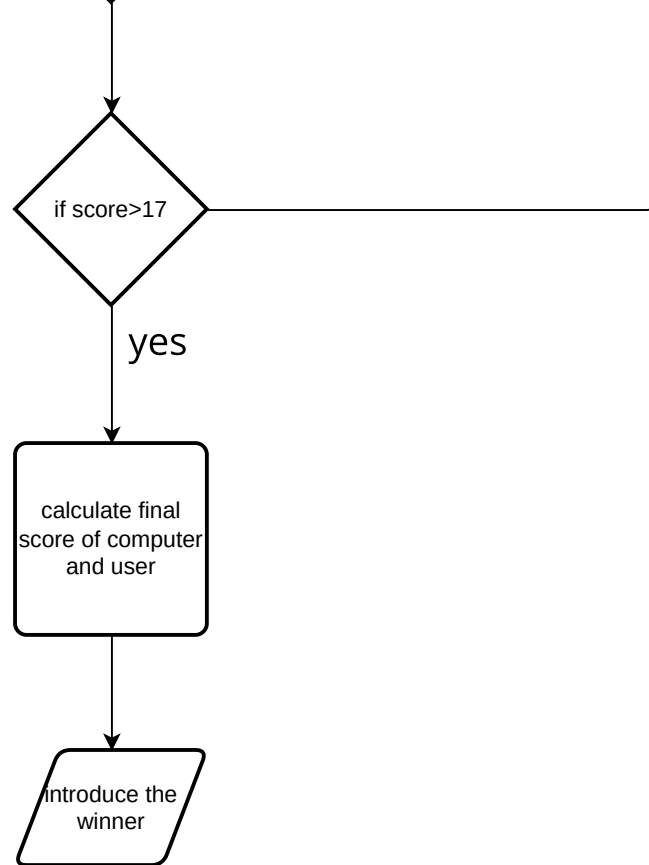 if score>17
yes
calculate final
score of computer
and user
introduce the
winner